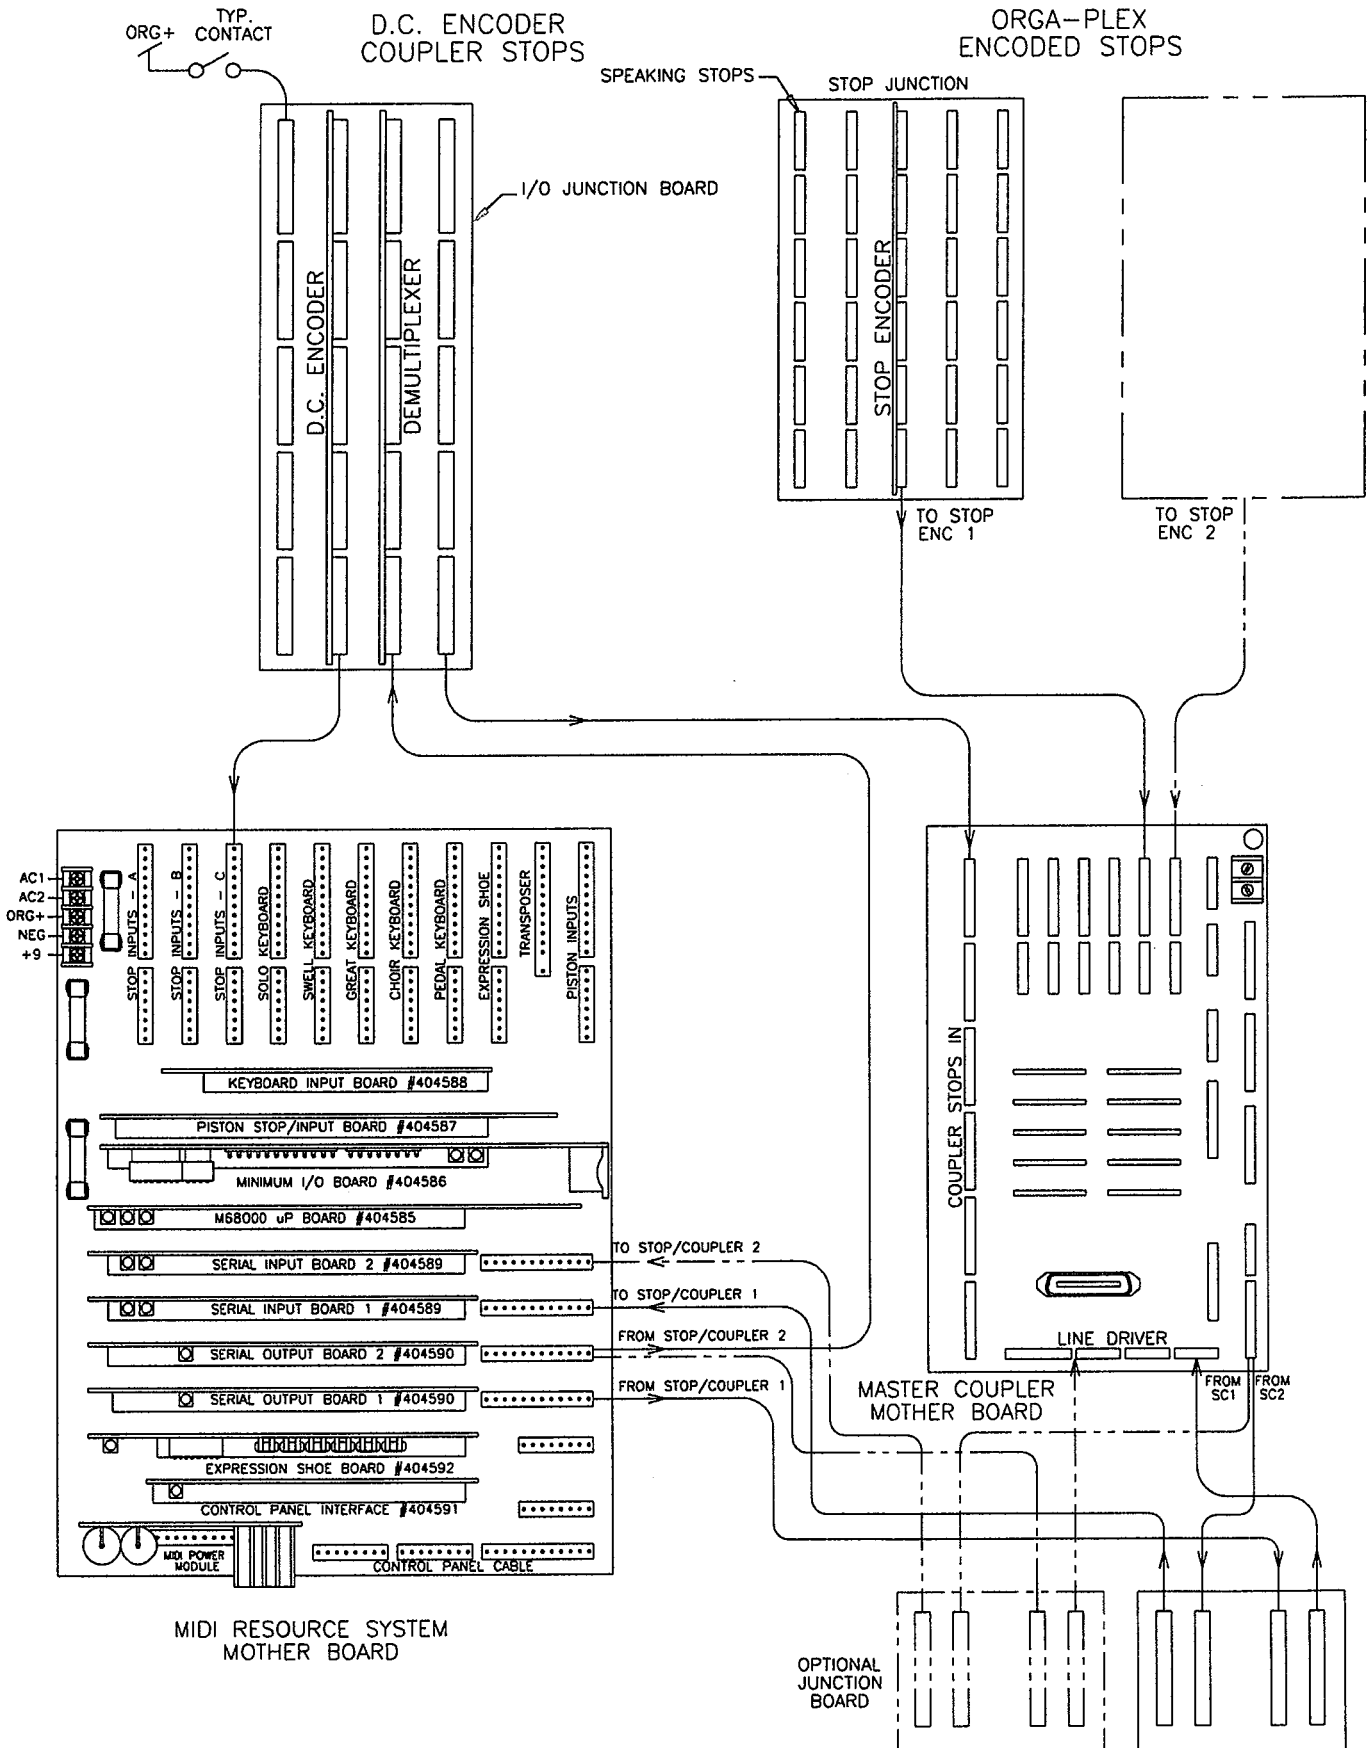 D.C. ENCODER
COUPLER STOPS
ORGA-PLEX
ENCODED STOPS
TYP.
CONTACT
ORG+
SPEAKING STOPS
STOP JUNCTION
I/O JUNCTION BOARD
D.C. ENCODER
DEMULTIPLEXER
STOP ENCODER
TO STOP
ENC 1
TO STOP
ENC 2
AC1
AC2
ORG+
NEG
+9
STOP INPUTS - A
STOP INPUTS - B
STOP INPUTS - C
SOLO KEYBOARD
SWELL KEYBOARD
GREAT KEYBOARD
CHOIR KEYBOARD
PEDAL KEYBOARD
EXPRESSION SHOE
TRANSPOSER
PISTON INPUTS
KEYBOARD INPUT BOARD #404588
PISTON STOP/INPUT BOARD #404587
MINIMUM I/O BOARD #404586
M68000 uP BOARD #404585
SERIAL INPUT BOARD 2 #404589
SERIAL INPUT BOARD 1 #404589
SERIAL OUTPUT BOARD 2 #404590
SERIAL OUTPUT BOARD 1 #404590
EXPRESSION SHOE BOARD #404592
CONTROL PANEL INTERFACE #404591
MIDI POWER
MODULE
CONTROL PANEL CABLE
TO STOP/COUPLER 2
TO STOP/COUPLER 1
FROM STOP/COUPLER 2
FROM STOP/COUPLER 1
COUPLER STOPS IN
LINE DRIVER
FROM
SC1
FROM
SC2
MASTER COUPLER
MOTHER BOARD
MIDI RESOURCE SYSTEM
MOTHER BOARD
OPTIONAL
JUNCTION
BOARD